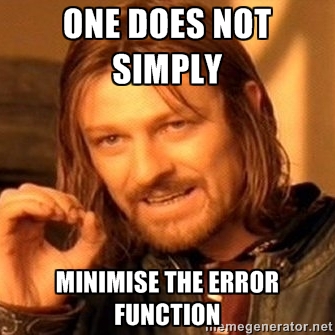 ONE DOES NOT
SIMPLY
MINIMISE THE ERROR
FUNCTION
memegenerator.net